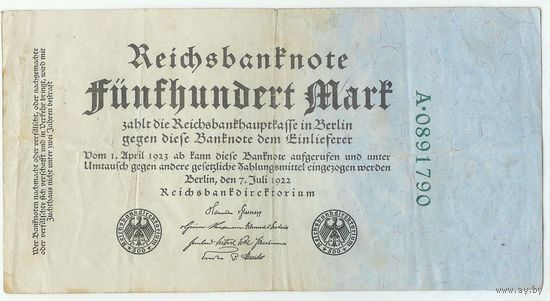 Reichsbanknote
Fünfhundert Mark
zahlt die Reichsbankhauptkasse in Berlin
gegen diese Banknote dem Einlieferer
Vom 1. April 1923 ab kann diese Banknote aufgerufen und unter
Umtausch gegen andere gesetzliche Zahlungsmittel eingezogen werden
Berlin, den 7. Juli 1922
Reichsbankdirektorium
Wer Banknoten nachmacht oder verfälscht, oder nachgemachte
oder verfälschte sich verschafft und in Verkehr bringt, wird mit
Zuchthaus nicht unter zwei Jahren bestraft
A·0891790
www.ay.by